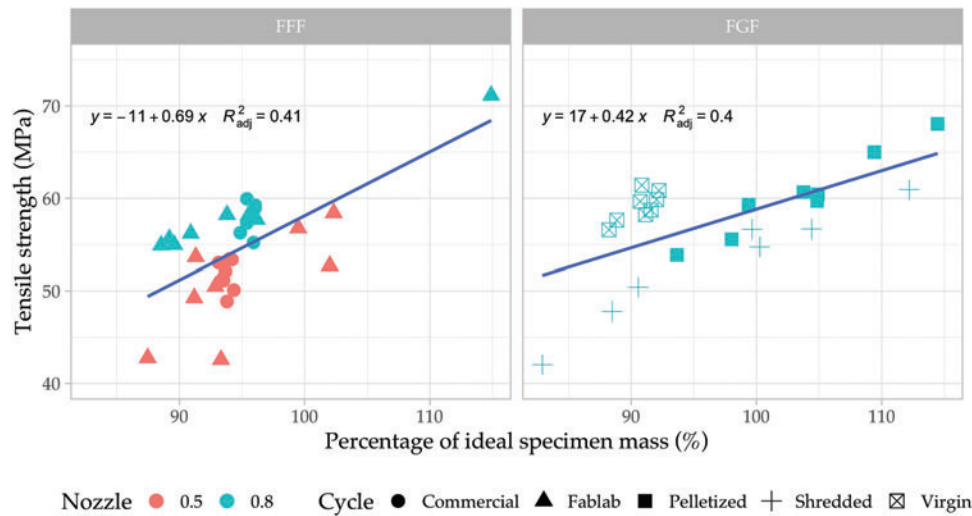 FFF FGF
Tensile strength (MPa)
70
60
50
40
y = −11 + 0.69 x R²adj = 0.41
y = 17 + 0.42 x R²adj = 0.4
90 100 110 90 100 110
Percentage of ideal specimen mass (%)
Nozzle 0.5 0.8 Cycle Commercial Fablab Pelletized Shredded Virgin